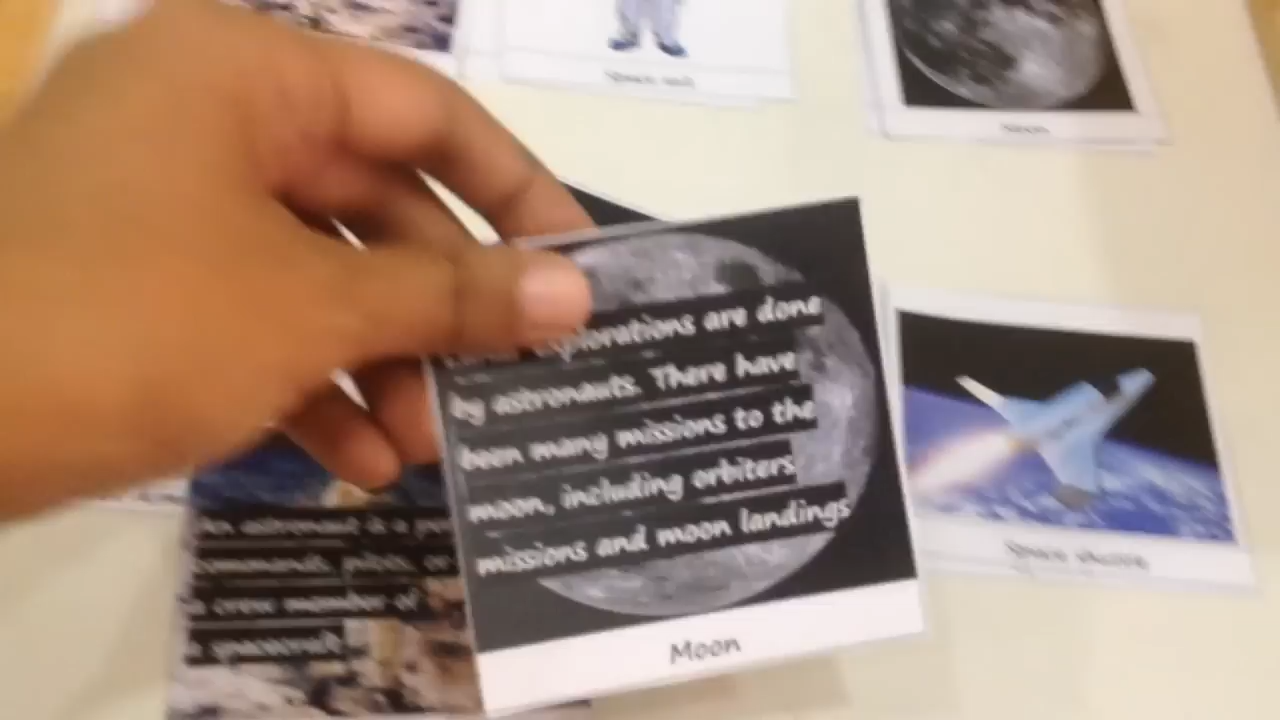 Space suit
Moon
explorations are done
by astronauts. There have
been many missions to the
moon, including orbiters
missions and moon landings
Moon
Space shuttle
An astronaut is a
commands, pilots, or
a crew member of
a spacecraft